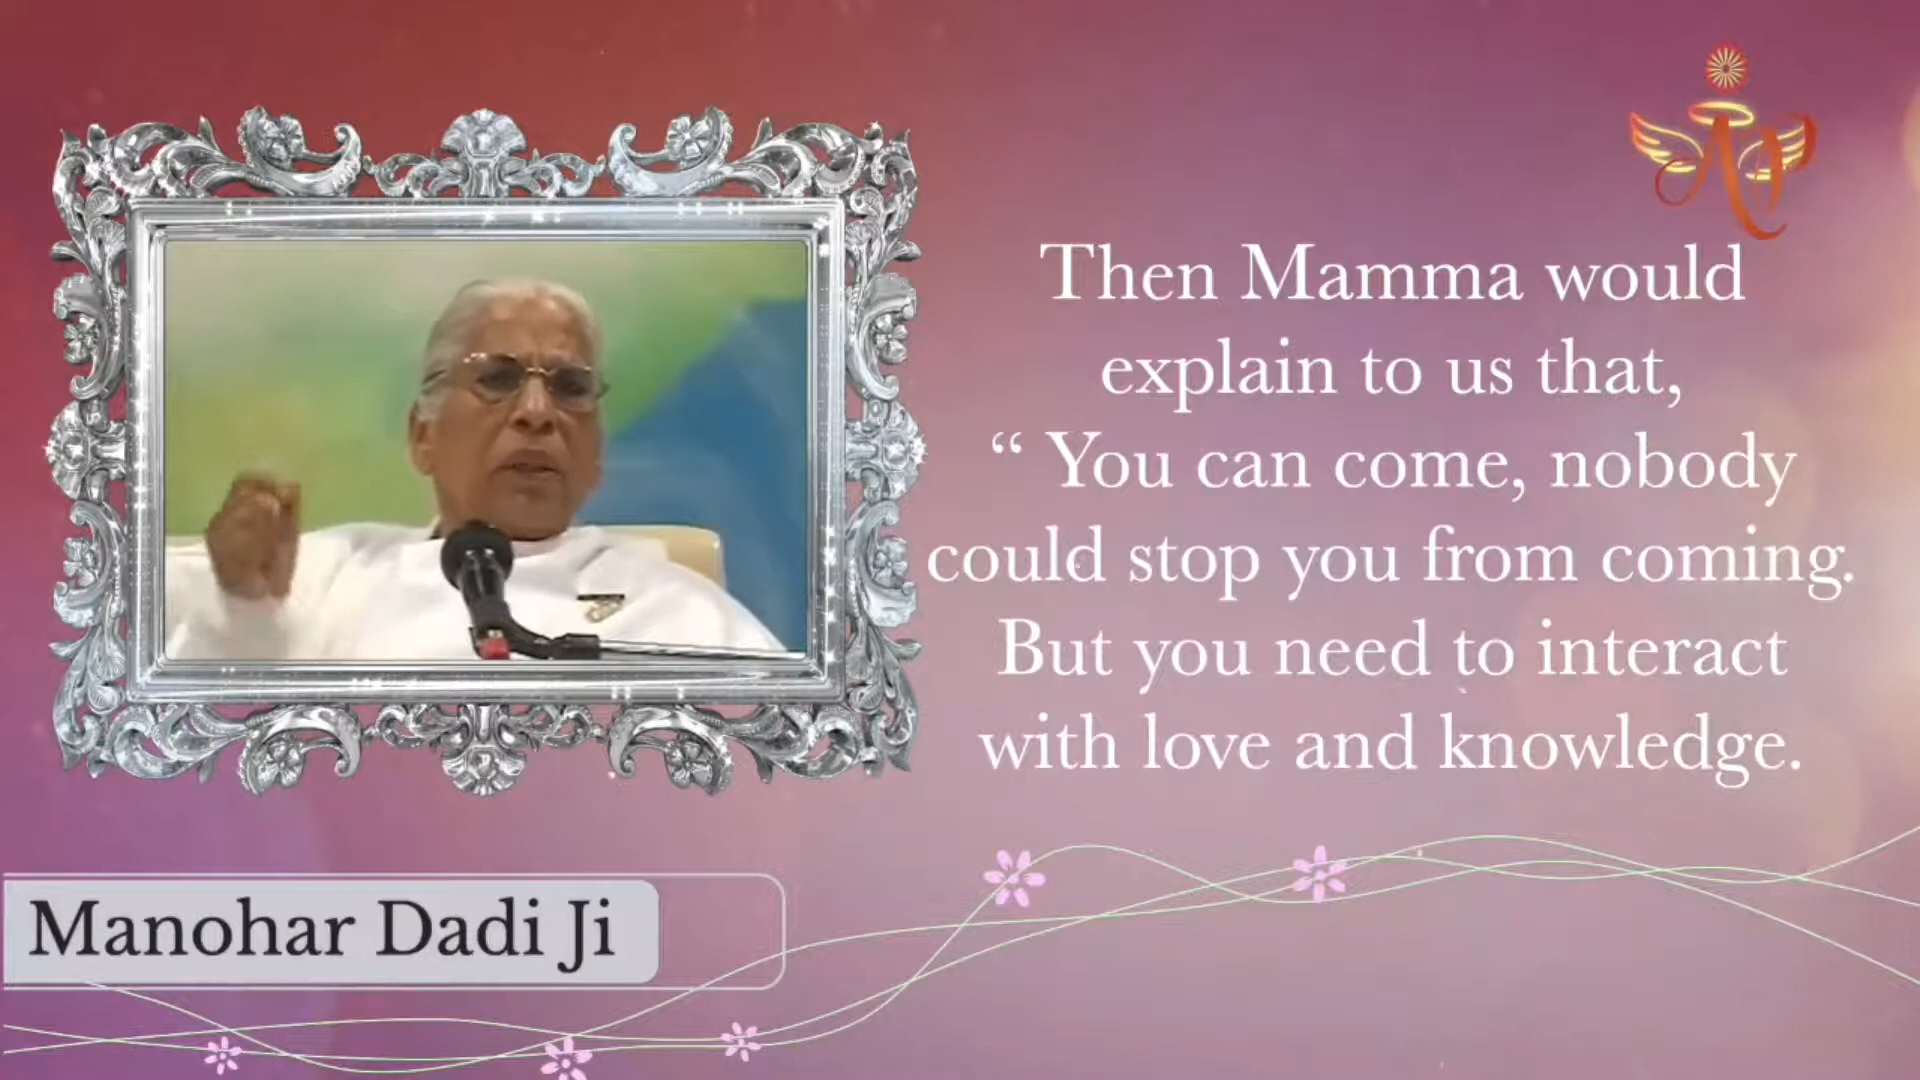 Then Mamma would
explain to us that,
“ You can come, nobody
could stop you from coming.
But you need to interact
with love and knowledge.
Manohar Dadi Ji